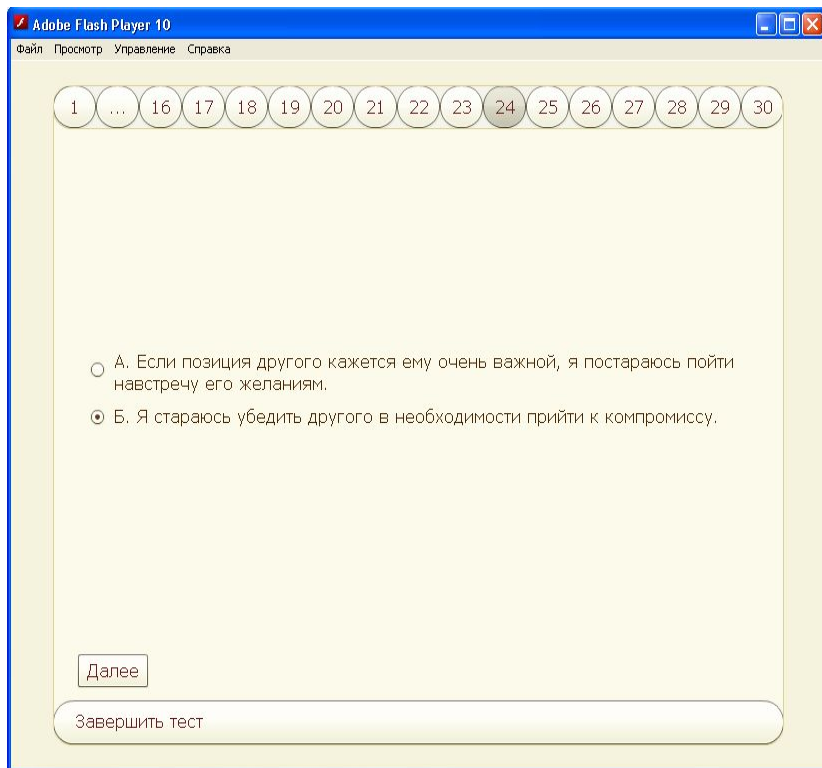 Adobe Flash Player 10
Файл Просмотр Управление Справка
1 ... 16 17 18 19 20 21 22 23 24 25 26 27 28 29 30
А. Если позиция другого кажется ему очень важной, я постараюсь пойти
навстречу его желаниям.
Б. Я стараюсь убедить другого в необходимости прийти к компромиссу.
Далее
Завершить тест